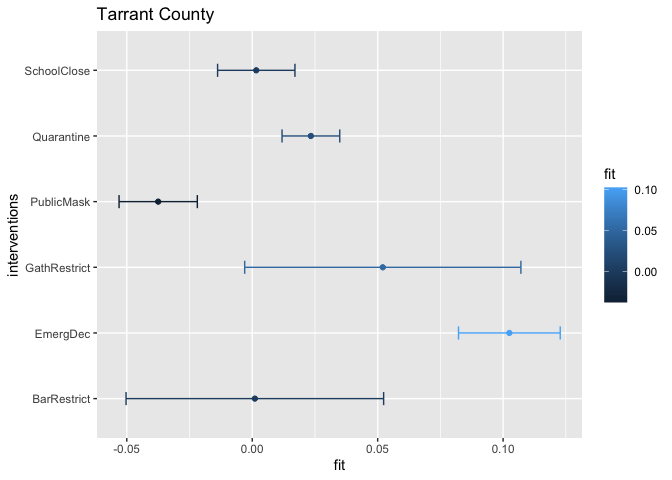 Tarrant County
SchoolClose
Quarantine
PublicMask
GathRestrict
EmergDec
BarRestrict
interventions
-0.05 0.00 0.05 0.10
fit
fit
0.10
0.05
0.00